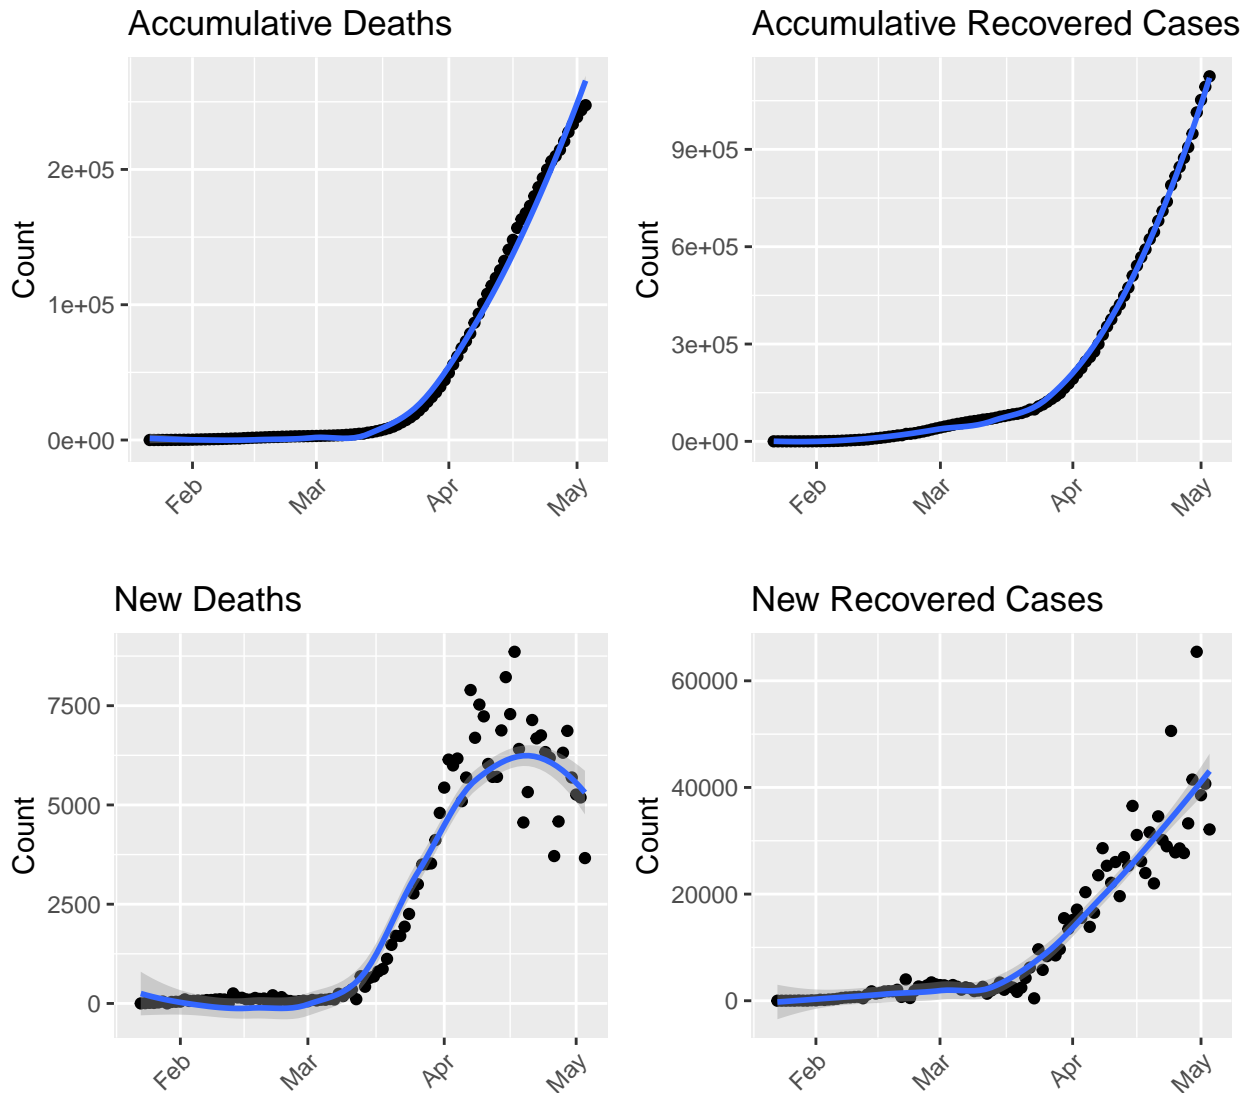 Accumulative Deaths
Count
2e+05
1e+05
0e+00
Feb
Mar
Apr
May
Accumulative Recovered Cases
Count
9e+05
6e+05
3e+05
0e+00
Feb
Mar
Apr
May
New Deaths
Count
7500
5000
2500
0
Feb
Mar
Apr
May
New Recovered Cases
Count
60000
40000
20000
0
Feb
Mar
Apr
May